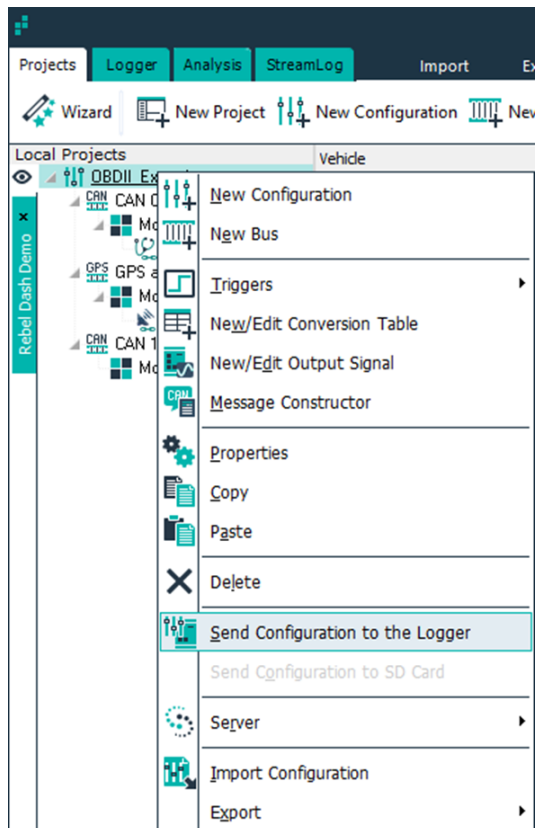 Projects Logger Analysis StreamLog Import
Wizard New Project New Configuration New
Local Projects Vehicle
OBDII
CAN
GPS
CAN 1
Rebel Dash Demo
New Configuration
New Bus
Triggers
New/Edit Conversion Table
New/Edit Output Signal
CAN
Message Constructor
Properties
Copy
Paste
Delete
Send Configuration to the Logger
Send Configuration to SD Card
Server
Import Configuration
Export